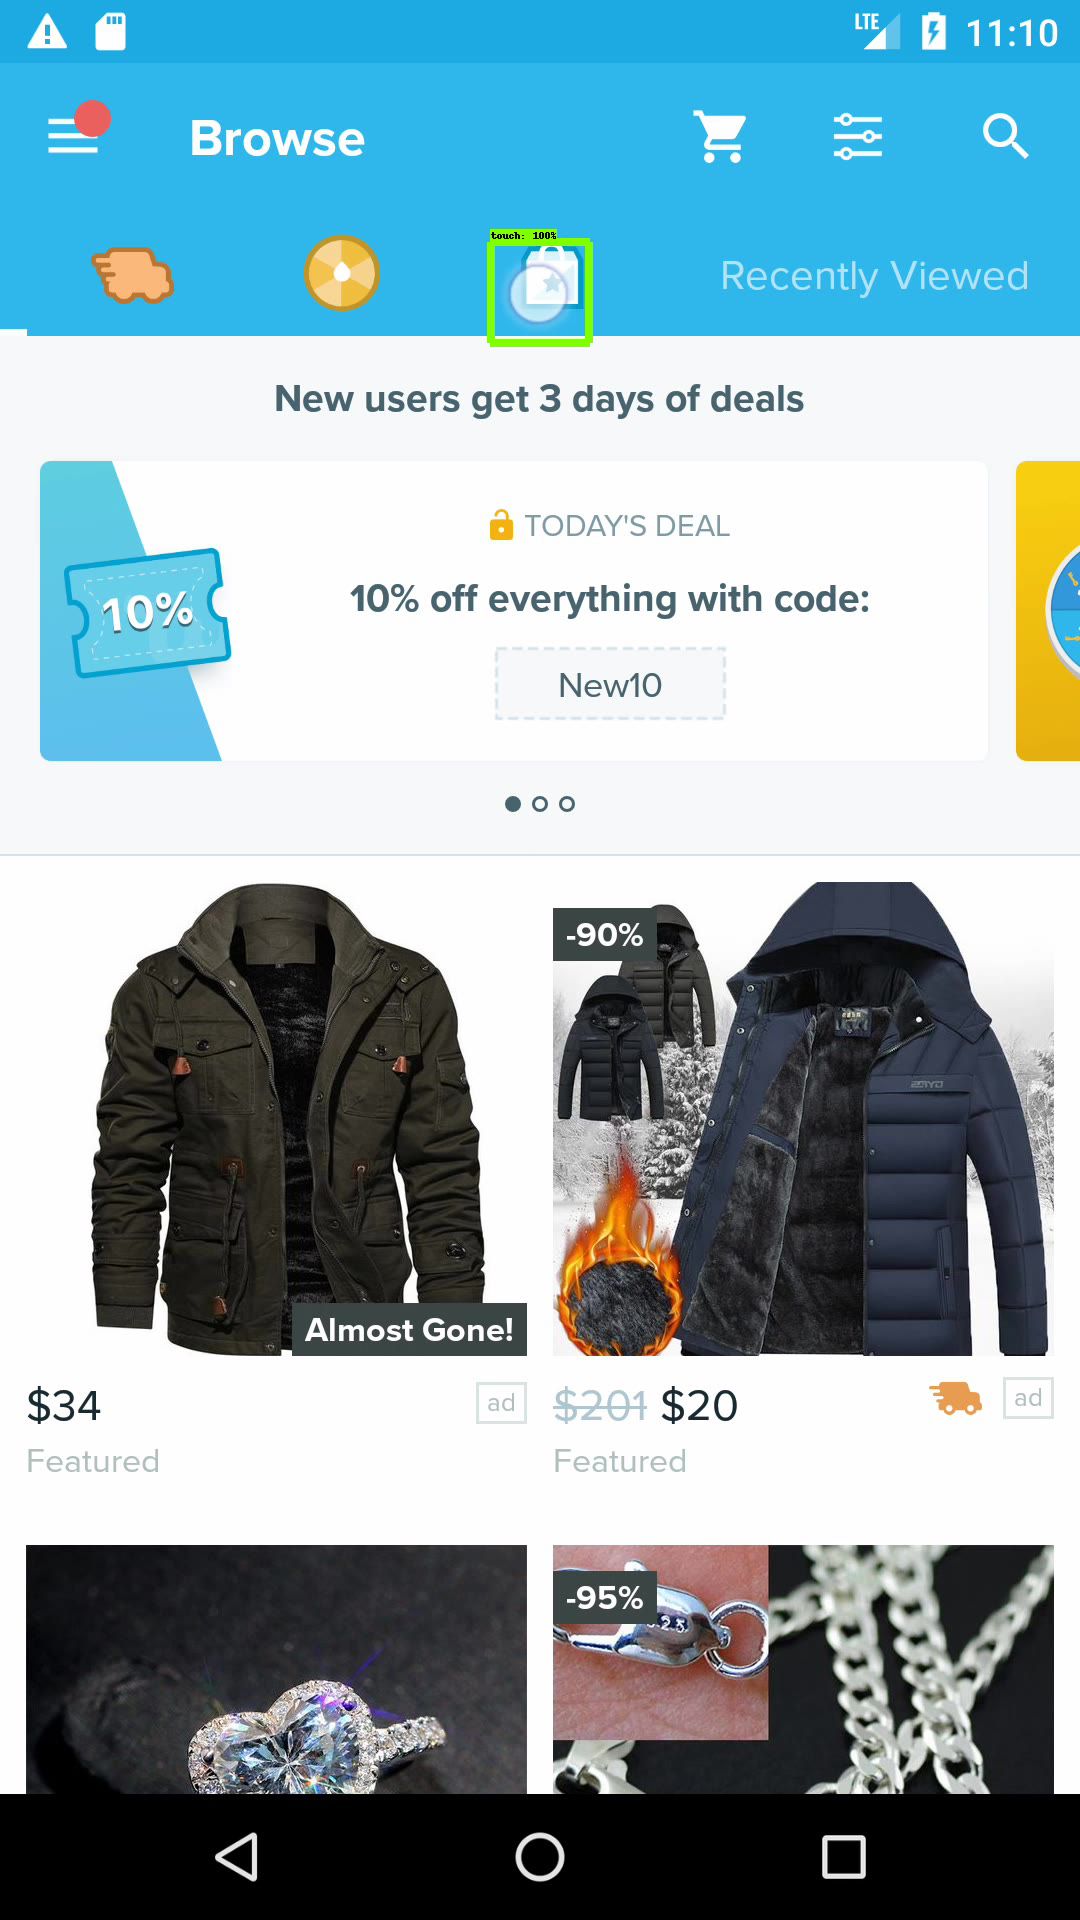 LTE 11:10
Browse
touch: 100%
Recently Viewed
New users get 3 days of deals
TODAY'S DEAL
10%
10% off everything with code:
New10
-90%
Almost Gone!
$34 ad
$201 $20 ad
Featured
Featured
-95%
925